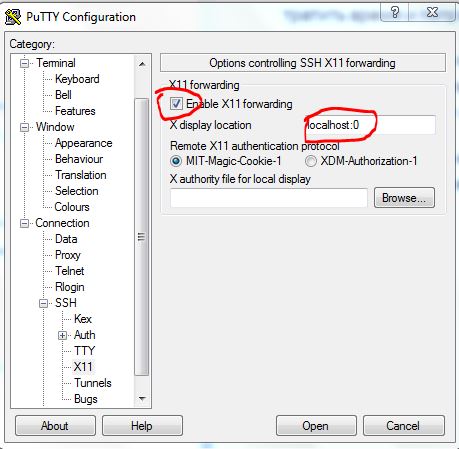 PuTTY Configuration
Category:
Terminal
Keyboard
Bell
Features
Window
Appearance
Behaviour
Translation
Selection
Colours
Connection
Data
Proxy
Telnet
Rlogin
SSH
Kex
Auth
TTY
X11
Tunnels
Bugs
Options controlling SSH X11 forwarding
X11 forwarding
Enable X11 forwarding
X display location
localhost:0
Remote X11 authentication protocol
MIT-Magic-Cookie-1
XDM-Authorization-1
X authority file for local display
Browse...
About
Help
Open
Cancel